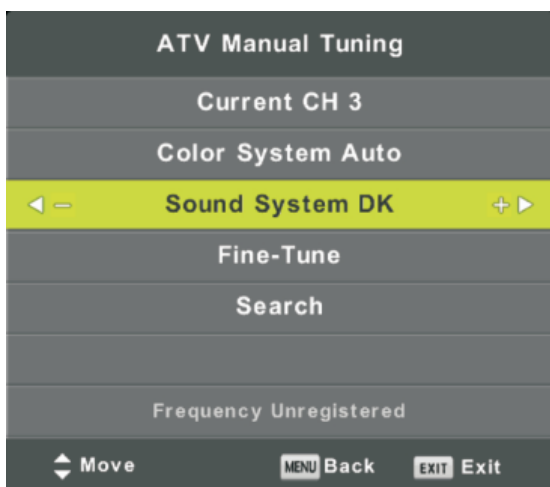 ATV Manual Tuning
Current CH 3
Color System Auto
Sound System DK
Fine-Tune
Search
Frequency Unregistered
Move MENU Back EXIT Exit